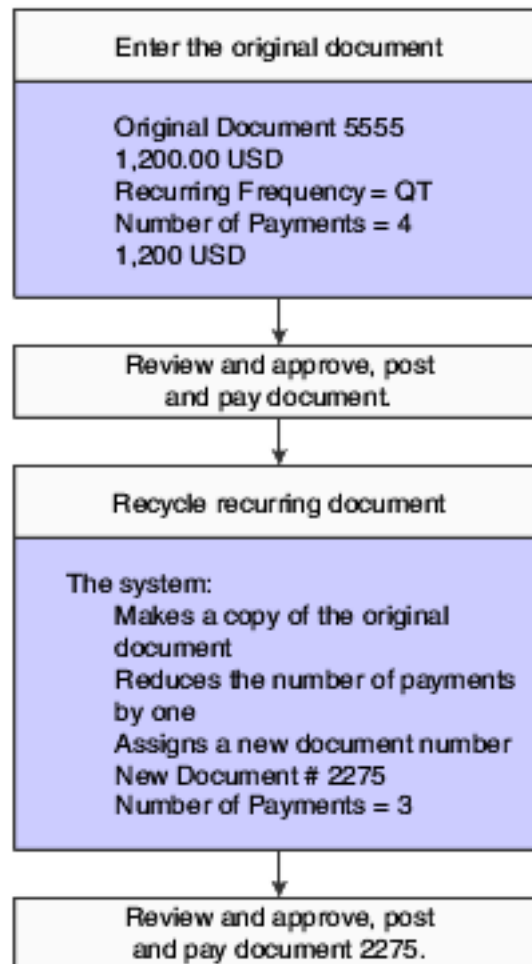 Enter the original document
Original Document 5555
1,200.00 USD
Recurring Frequency = QT
Number of Payments = 4
1,200 USD
Review and approve, post
and pay document.
Recycle recurring document
The system:
Makes a copy of the original
document
Reduces the number of payments
by one
Assigns a new document number
New Document # 2275
Number of Payments = 3
Review and approve, post
and pay document 2275.